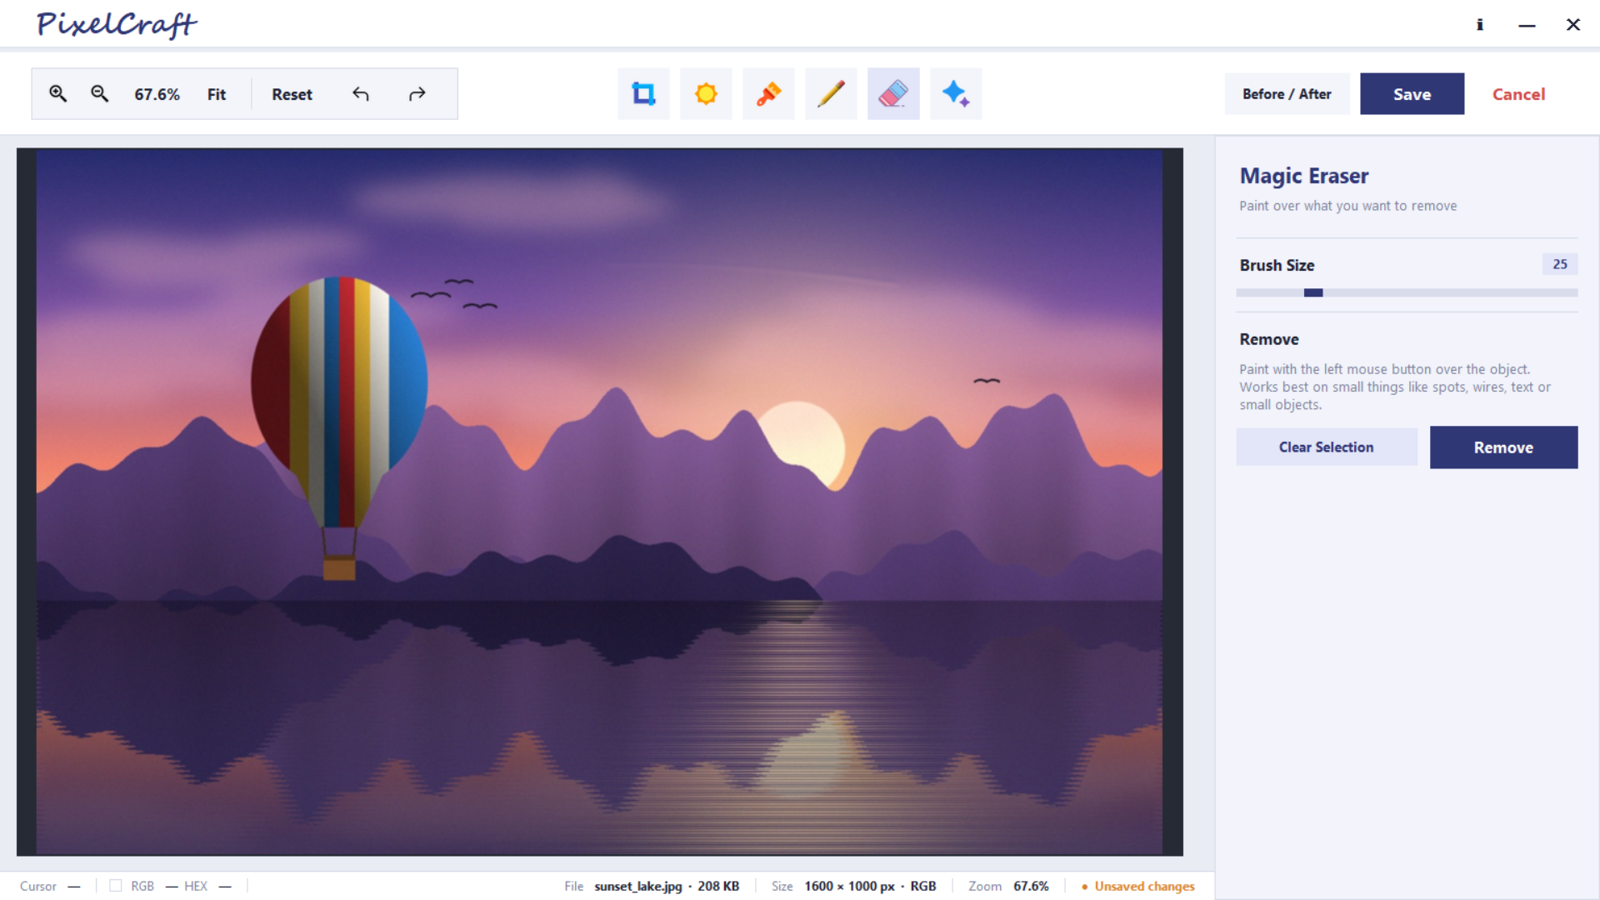 PixelCraft
67.6% Fit Reset
Before / After Save Cancel
Magic Eraser
Paint over what you want to remove
Brush Size 25
Remove
Paint with the left mouse button over the object.
Works best on small things like spots, wires, text or
small objects.
Clear Selection Remove
Cursor — RGB — HEX — File sunset_lake.jpg · 208 KB Size 1600 × 1000 px · RGB Zoom 67.6% • Unsaved changes